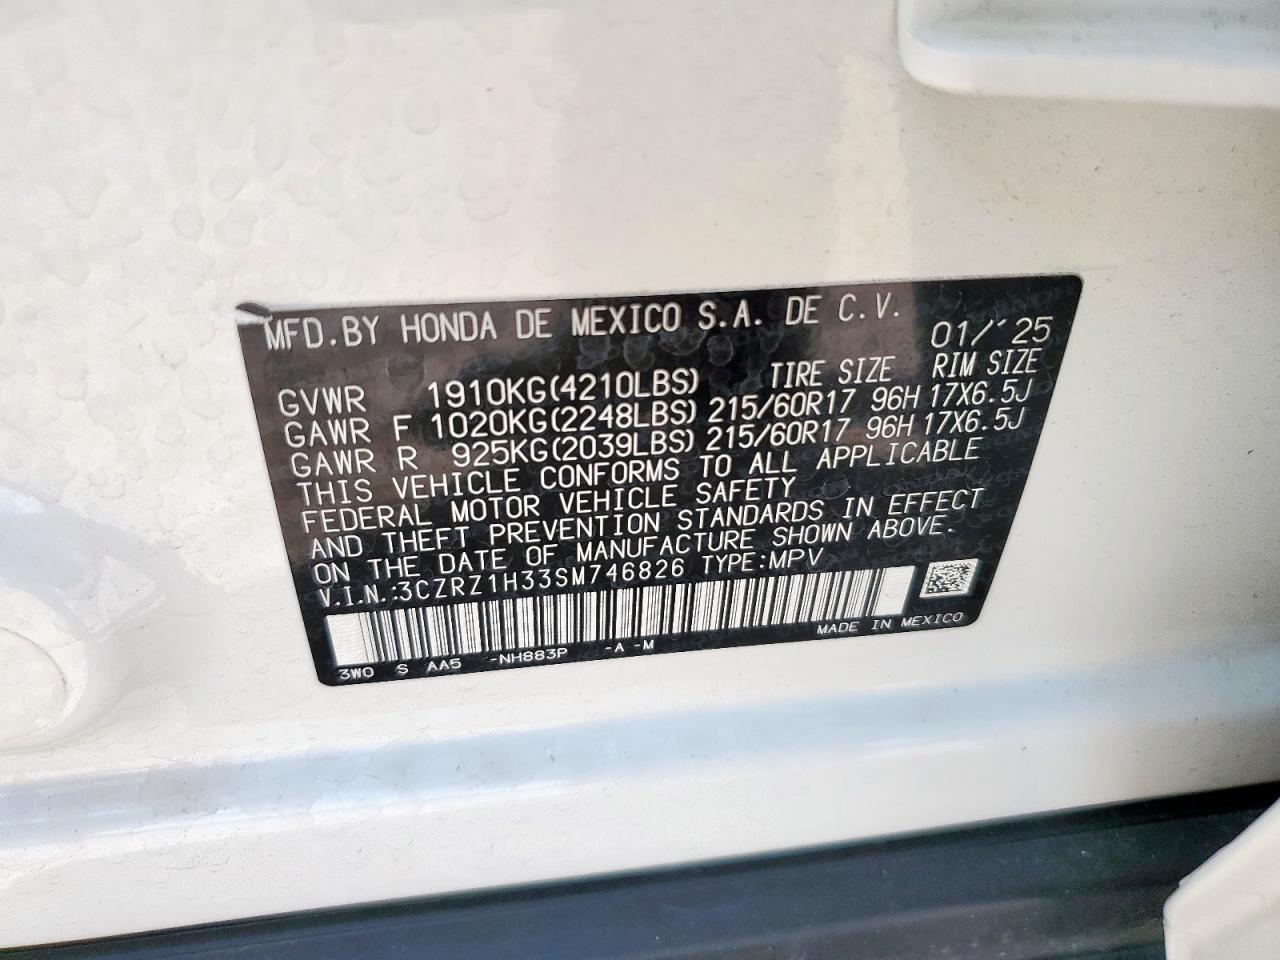 MFD.BY HONDA DE MEXICO S.A. DE C.V.
01/'25
GVWR 1910KG(4210LBS) TIRE SIZE RIM SIZE
GAWR F 1020KG(2248LBS) 215/60R17 96H 17X6.5J
GAWR R 925KG(2039LBS) 215/60R17 96H 17X6.5J
THIS VEHICLE CONFORMS TO ALL APPLICABLE
FEDERAL MOTOR VEHICLE SAFETY
AND THEFT PREVENTION STANDARDS IN EFFECT
ON THE DATE OF MANUFACTURE SHOWN ABOVE.
V.I.N.:3CZRZ1H33SM746826 TYPE:MPV
MADE IN MEXICO
3W0 S AA5 -NH883P -A -M